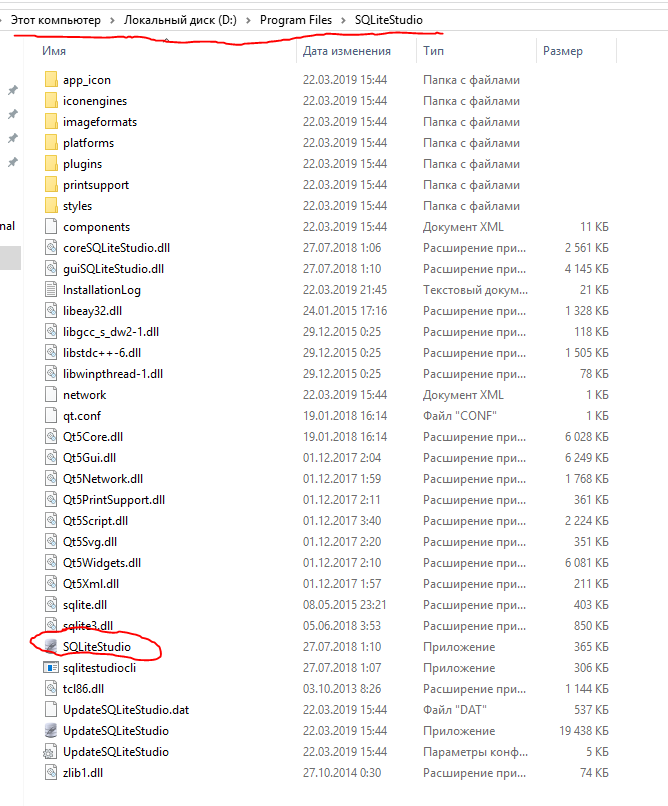 Этот компьютер > Локальный диск (D:) > Program Files > SQLiteStudio
Имя Дата изменения Тип Размер
app_icon 22.03.2019 15:44 Папка с файлами
iconengines 22.03.2019 15:44 Папка с файлами
imageformats 22.03.2019 15:44 Папка с файлами
platforms 22.03.2019 15:44 Папка с файлами
plugins 22.03.2019 15:44 Папка с файлами
printsupport 22.03.2019 15:44 Папка с файлами
styles 22.03.2019 15:44 Папка с файлами
nal components 22.03.2019 15:44 Документ XML 11 КБ
coreSQLiteStudio.dll 27.07.2018 1:06 Расширение при... 2 561 КБ
guiSQLiteStudio.dll 27.07.2018 1:10 Расширение при... 4 145 КБ
InstallationLog 22.03.2019 21:45 Текстовый докум... 21 КБ
libeay32.dll 24.01.2015 17:16 Расширение при... 1 328 КБ
libgcc_s_dw2-1.dll 29.12.2015 0:25 Расширение при... 118 КБ
libstdc++-6.dll 29.12.2015 0:25 Расширение при... 1 505 КБ
libwinpthread-1.dll 29.12.2015 0:25 Расширение при... 78 КБ
network 22.03.2019 15:44 Документ XML 1 КБ
qt.conf 19.01.2018 16:14 Файл "CONF" 1 КБ
Qt5Core.dll 19.01.2018 16:14 Расширение при... 6 028 КБ
Qt5Gui.dll 01.12.2017 2:04 Расширение при... 6 249 КБ
Qt5Network.dll 01.12.2017 1:59 Расширение при... 1 768 КБ
Qt5PrintSupport.dll 01.12.2017 2:11 Расширение при... 361 КБ
Qt5Script.dll 01.12.2017 3:40 Расширение при... 2 224 КБ
Qt5Svg.dll 01.12.2017 2:20 Расширение при... 351 КБ
Qt5Widgets.dll 01.12.2017 2:10 Расширение при... 6 081 КБ
Qt5Xml.dll 01.12.2017 1:57 Расширение при... 211 КБ
sqlite.dll 08.05.2015 23:21 Расширение при... 403 КБ
sqlite3.dll 05.06.2018 3:53 Расширение при... 850 КБ
SQLiteStudio 27.07.2018 1:10 Приложение 365 КБ
sqlitestudiocli 27.07.2018 1:07 Приложение 306 КБ
tcl86.dll 03.10.2013 8:26 Расширение при... 1 144 КБ
UpdateSQLiteStudio.dat 22.03.2019 15:44 Файл "DAT" 537 КБ
UpdateSQLiteStudio 22.03.2019 15:44 Приложение 19 438 КБ
UpdateSQLiteStudio 22.03.2019 15:44 Параметры конф... 5 КБ
zlib1.dll 27.10.2014 0:30 Расширение при... 74 КБ